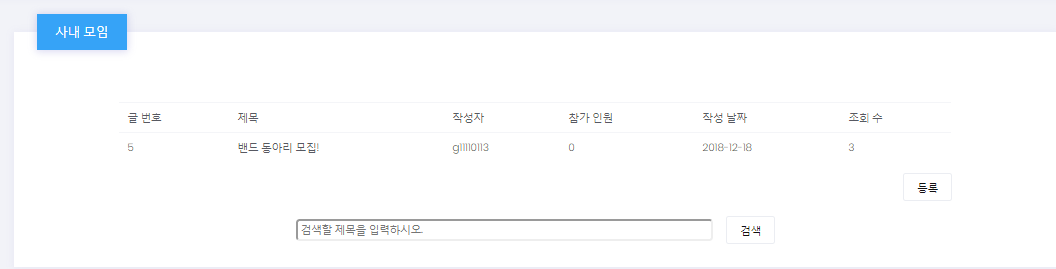 사내 모임
글 번호 제목 작성자 참가 인원 작성 날짜 조회 수
5 밴드 동아리 모집! g11110113 0 2018-12-18 3
등록
검색할 제목을 입력하시오. 검색